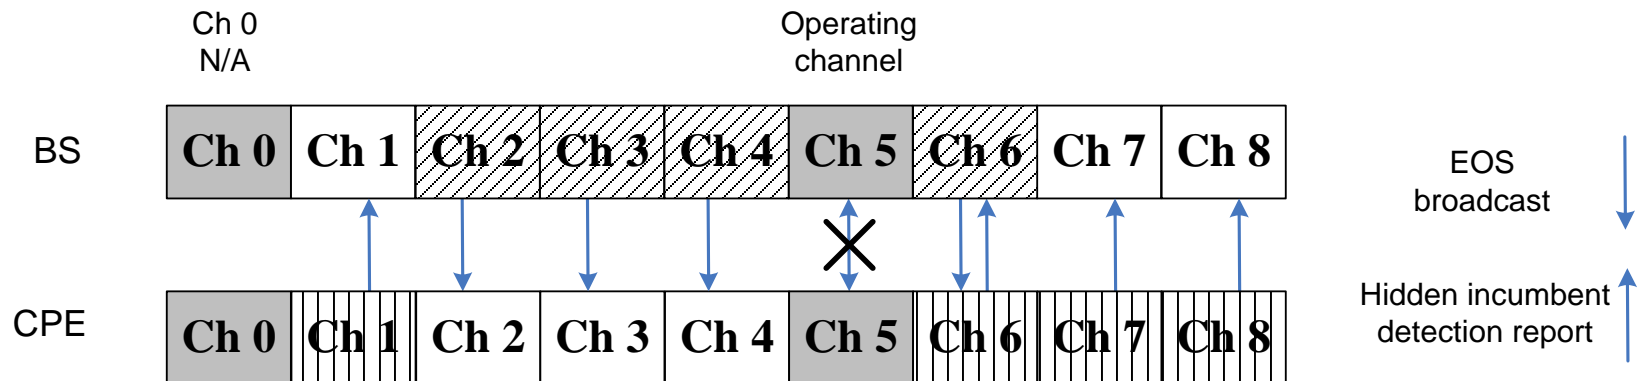 Ch 0
N/A
Operating
channel
BS
Ch 0 Ch 1 Ch 2 Ch 3 Ch 4 Ch 5 Ch 6 Ch 7 Ch 8
EOS
broadcast
CPE
Ch 0 Ch 1 Ch 2 Ch 3 Ch 4 Ch 5 Ch 6 Ch 7 Ch 8
Hidden incumbent
detection report